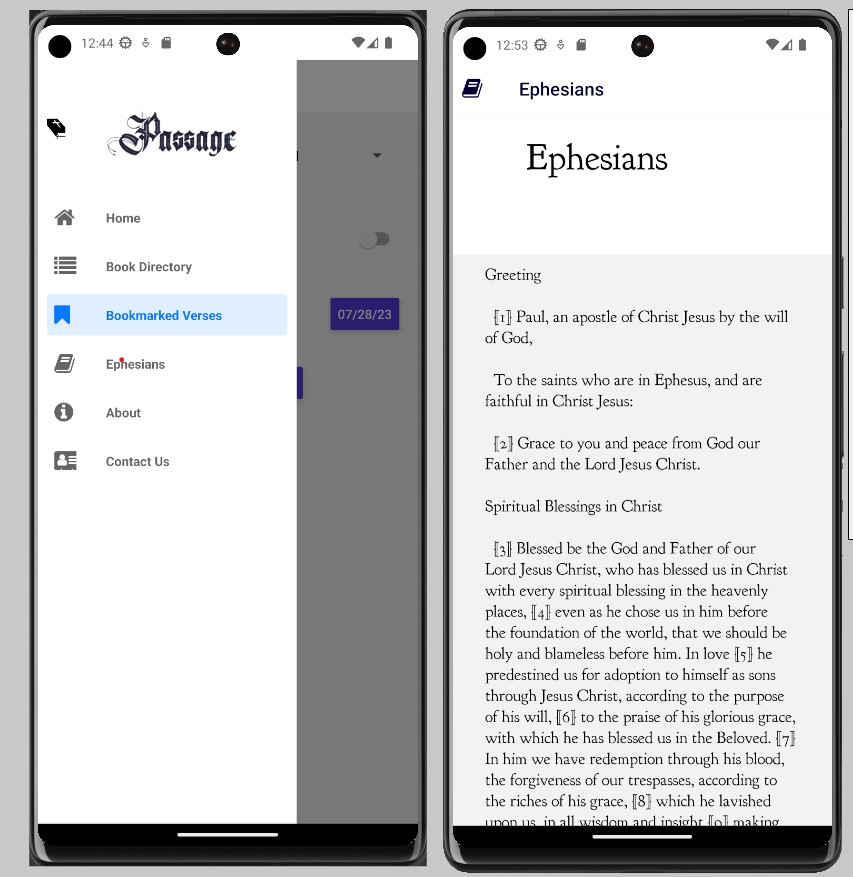 12:44
Passage
Home
Book Directory
Bookmarked Verses
Ephesians
About
Contact Us
07/28/23
12:53
Ephesians
Ephesians
Greeting
⟦1⟧ Paul, an apostle of Christ Jesus by the will
of God,
To the saints who are in Ephesus, and are
faithful in Christ Jesus:
⟦2⟧ Grace to you and peace from God our
Father and the Lord Jesus Christ.
Spiritual Blessings in Christ
⟦3⟧ Blessed be the God and Father of our
Lord Jesus Christ, who has blessed us in Christ
with every spiritual blessing in the heavenly
places, ⟦4⟧ even as he chose us in him before
the foundation of the world, that we should be
holy and blameless before him. In love ⟦5⟧ he
predestined us for adoption to himself as sons
through Jesus Christ, according to the purpose
of his will, ⟦6⟧ to the praise of his glorious grace,
with which he has blessed us in the Beloved. ⟦7⟧
In him we have redemption through his blood,
the forgiveness of our trespasses, according to
the riches of his grace, ⟦8⟧ which he lavished
upon us, in all wisdom and insight ⟦9⟧ making